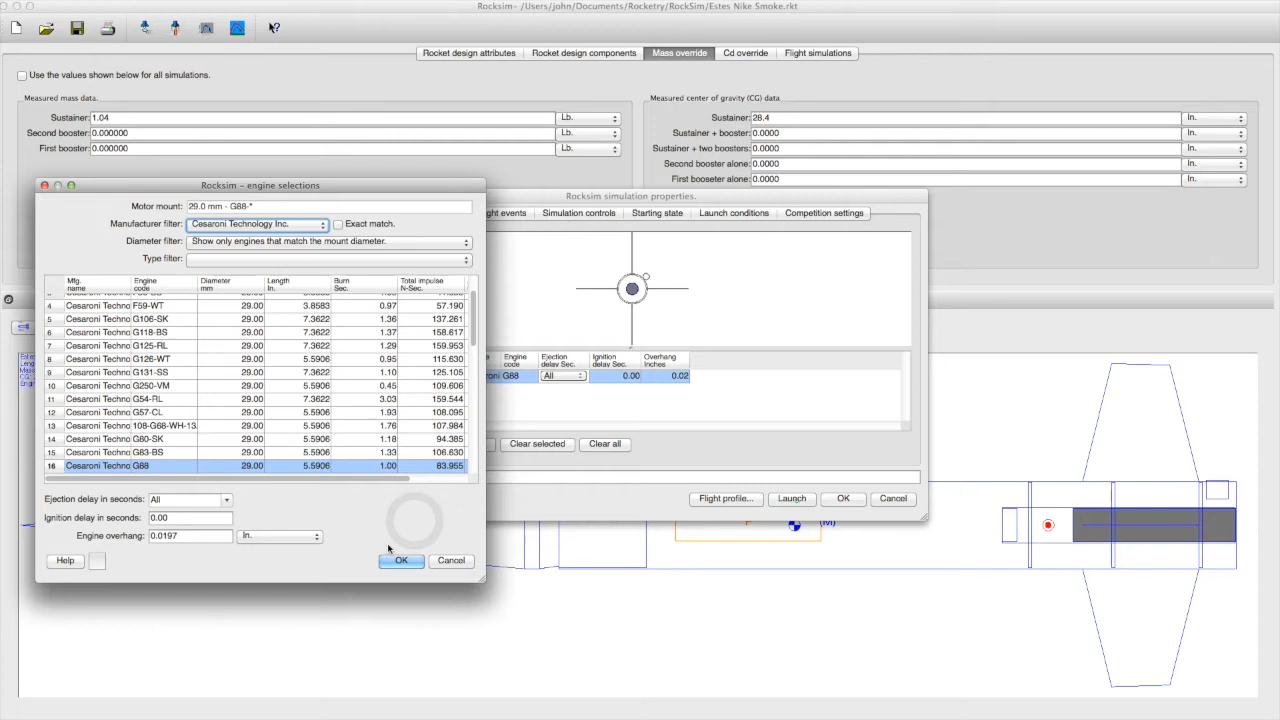 Rocksim- /Users/john/Documents/Rocketry/RockSim/Estes Nike Smoke.rkt
Rocket design attributes Rocket design components Mass override Cd override Flight simulations
Use the values shown below for all simulations.
Measured mass data.
Sustainer: 1.04 Lb.
Second booster: 0.000000 Lb.
First booster: 0.000000 Lb.
Measured center of gravity (CG) data
Sustainer: 28.4 In.
Sustainer + booster: 0.0000 In.
Sustainer + two boosters: 0.0000 In.
Second booster alone: 0.0000 In.
First booseter alone: 0.0000 In.
Rocksim - engine selections
Motor mount: 29.0 mm - G88-*
Manufacturer filter: Cesaroni Technology Inc. Exact match.
Diameter filter: Show only engines that match the mount diameter.
Type filter:
Mfg. name Engine code Diameter mm Length In. Burn Sec. Total impulse N-Sec.
4 Cesaroni Techno F59-WT 29.00 3.8583 0.97 57.190
5 Cesaroni Techno G106-SK 29.00 7.3622 1.36 137.261
6 Cesaroni Techno G118-BS 29.00 7.3622 1.37 158.617
7 Cesaroni Techno G125-RL 29.00 7.3622 1.29 159.953
8 Cesaroni Techno G126-WT 29.00 5.5906 0.95 115.630
9 Cesaroni Techno G131-SS 29.00 7.3622 1.10 125.105
10 Cesaroni Techno G250-VM 29.00 5.5906 0.45 109.606
11 Cesaroni Techno G54-RL 29.00 7.3622 3.03 159.544
12 Cesaroni Techno G57-CL 29.00 5.5906 1.93 108.095
13 Cesaroni Techno 108-G68-WH-13 29.00 5.5906 1.76 107.984
14 Cesaroni Techno G80-SK 29.00 5.5906 1.18 94.385
15 Cesaroni Techno G83-BS 29.00 5.5906 1.33 106.630
16 Cesaroni Techno G88 29.00 5.5906 1.00 83.955
Ejection delay in seconds: All
Ignition delay in seconds: 0.00
Engine overhang: 0.0197 In.
Help OK Cancel
Rocksim simulation properties.
ght events Simulation controls Starting state Launch conditions Competition settings
Engine code Ejection delay Sec. Ignition delay Sec. Overhang Inches
aroni G88 All 0.00 0.02
Clear selected Clear all
Flight profile... Launch OK Cancel